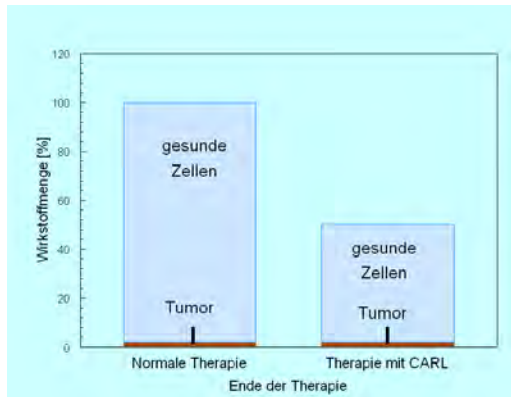 120
100
80
60
40
20
0
Wirkstoffmenge [%]
gesunde
Zellen
Tumor
gesunde
Zellen
Tumor
Normale Therapie
Therapie mit CARL
Ende der Therapie